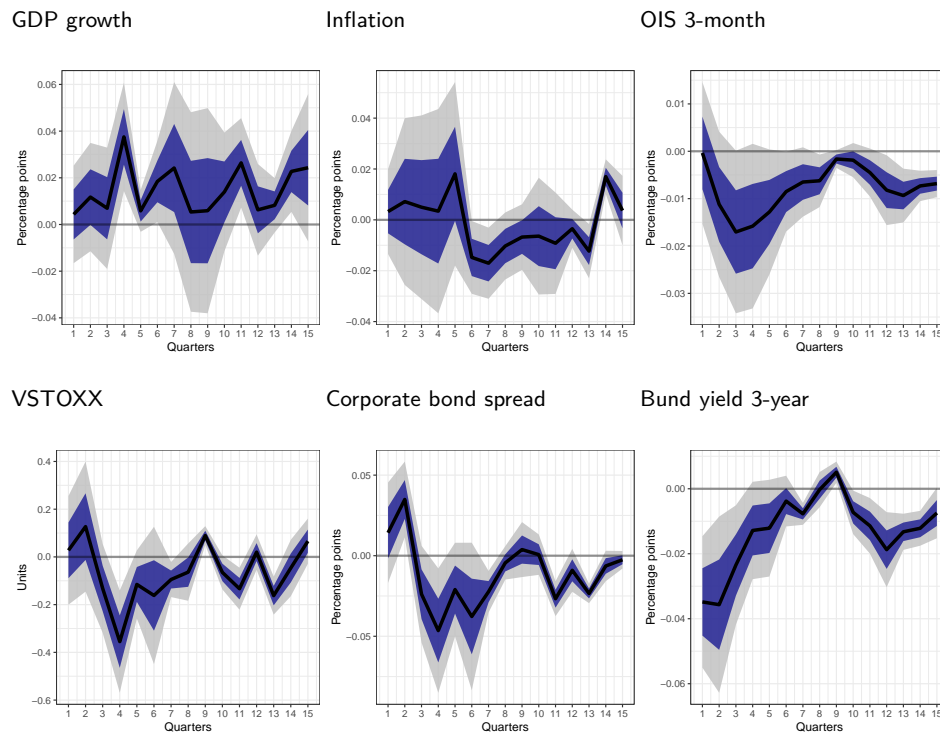 GDP growth
Inflation
OIS 3-month
Percentage points
0.06
0.04
0.02
0.00
−0.02
−0.04
1 2 3 4 5 6 7 8 9 10 11 12 13 14 15
Quarters
Percentage points
0.04
0.02
0.00
−0.02
−0.04
1 2 3 4 5 6 7 8 9 10 11 12 13 14 15
Quarters
Percentage points
0.01
0.00
−0.01
−0.02
−0.03
1 2 3 4 5 6 7 8 9 10 11 12 13 14 15
Quarters
VSTOXX
Corporate bond spread
Bund yield 3-year
Units
0.4
0.2
0.0
−0.2
−0.4
−0.6
1 2 3 4 5 6 7 8 9 10 11 12 13 14 15
Quarters
Percentage points
0.05
0.00
−0.05
1 2 3 4 5 6 7 8 9 10 11 12 13 14 15
Quarters
Percentage points
0.00
−0.02
−0.04
−0.06
1 2 3 4 5 6 7 8 9 10 11 12 13 14 15
Quarters